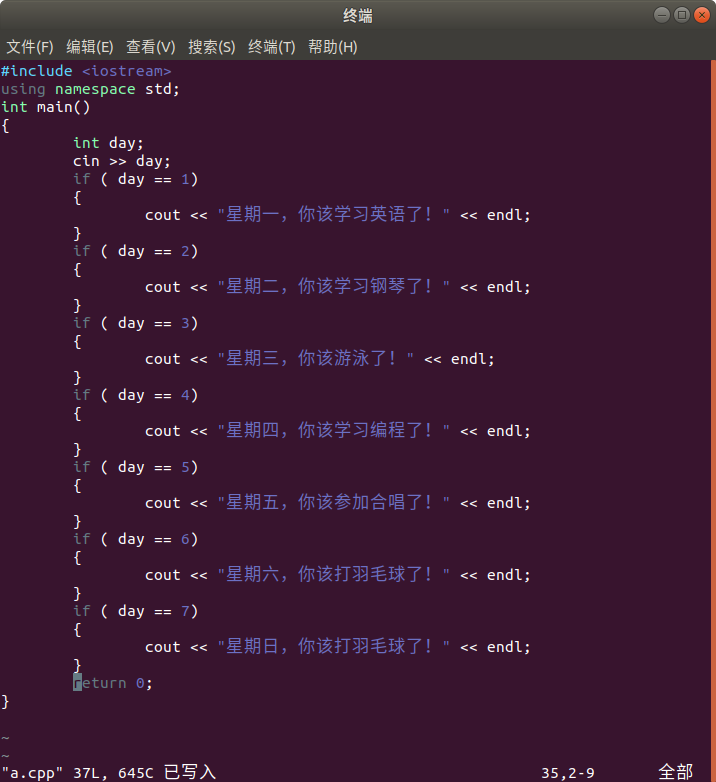 终端
文件(F) 编辑(E) 查看(V) 搜索(S) 终端(T) 帮助(H)
#include <iostream>
using namespace std;
int main()
{
        int day;
        cin >> day;
        if ( day == 1)
        {
                cout << "星期一，你该学习英语了！" << endl;
        }
        if ( day == 2)
        {
                cout << "星期二，你该学习钢琴了！" << endl;
        }
        if ( day == 3)
        {
                cout << "星期三，你该游泳了！" << endl;
        }
        if ( day == 4)
        {
                cout << "星期四，你该学习编程了！" << endl;
        }
        if ( day == 5)
        {
                cout << "星期五，你该参加合唱了！" << endl;
        }
        if ( day == 6)
        {
                cout << "星期六，你该打羽毛球了！" << endl;
        }
        if ( day == 7)
        {
                cout << "星期日，你该打羽毛球了！" << endl;
        }
        return 0;
}
~
~
"a.cpp" 37L, 645C 已写入 35,2-9 全部